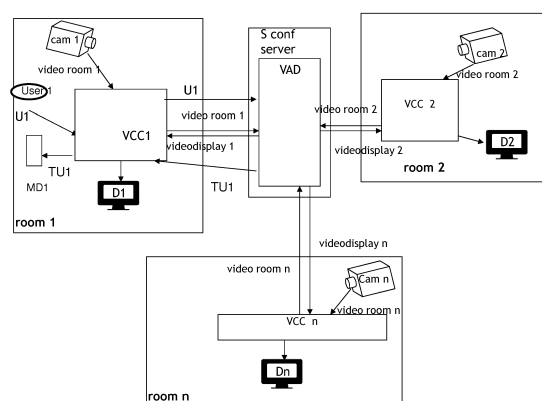 cam 1
video room 1
User 1
U1
VCC1
MD1
TU1
D1
room 1
U1
video room 1
videodisplay 1
TU1
S conf
server
VAD
video room 2
videodisplay 2
cam 2
video room 2
VCC 2
D2
room 2
videodisplay n
video room n
Cam n
video room n
VCC n
Dn
room n